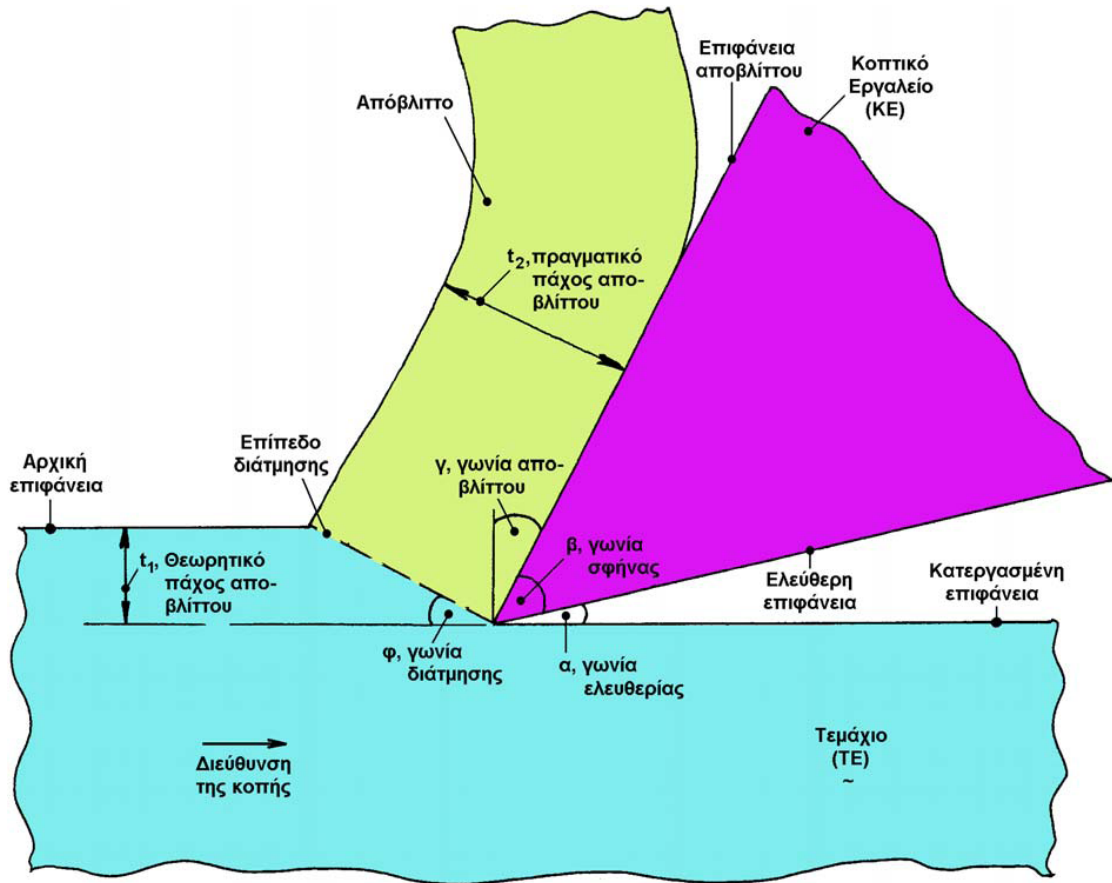 Απόβλιττο
Επιφάνεια
αποβλίττου
Κοπτικό
Εργαλείο
(ΚΕ)
t2,πραγματικό
πάχος απο-
βλίττου
Επίπεδο
διάτμησης
Αρχική
επιφάνεια
γ, γωνία απο-
βλίττου
t1, Θεωρητικό
πάχος απο-
βλίττου
β, γωνία
σφήνας
Ελεύθερη
επιφάνεια
Κατεργασμένη
επιφάνεια
φ, γωνία
διάτμησης
α, γωνία
ελευθερίας
Διεύθυνση
της κοπής
Τεμάχιο
(ΤΕ)
~